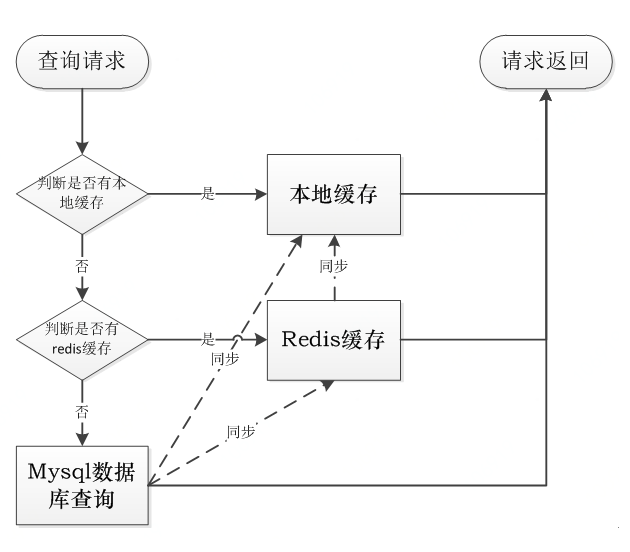 查询请求
请求返回
判断是否有本
地缓存
是
本地缓存
否
同步
判断是否有
redis缓存
是
同步
Redis缓存
否
同步
Mysql数据
库查询